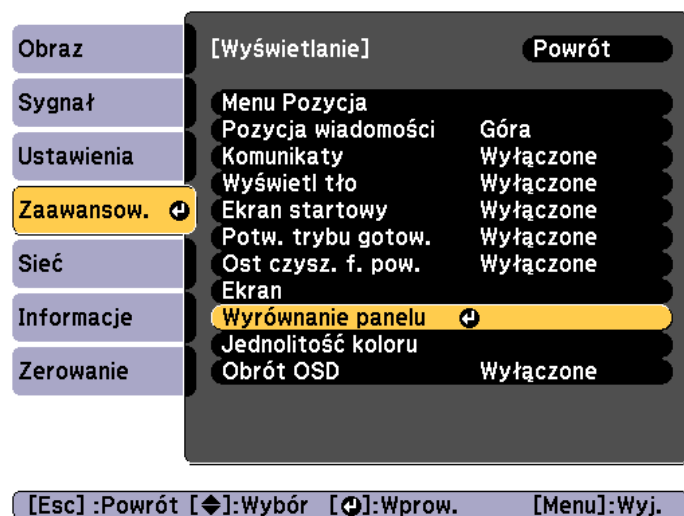 Obraz
Sygnał
Ustawienia
Zaawansow.
Sieć
Informacje
Zerowanie
[Wyświetlanie] Powrót
Menu Pozycja
Pozycja wiadomości Góra
Komunikaty Wyłączone
Wyświetl tło Wyłączone
Ekran startowy Wyłączone
Potw. trybu gotow. Wyłączone
Ost czysz. f. pow. Wyłączone
Ekran
Wyrównanie panelu
Jednolitość koloru
Obrót OSD Wyłączone
[Esc] :Powrót [◆]:Wybór [⏎]:Wprow. [Menu]:Wyj.